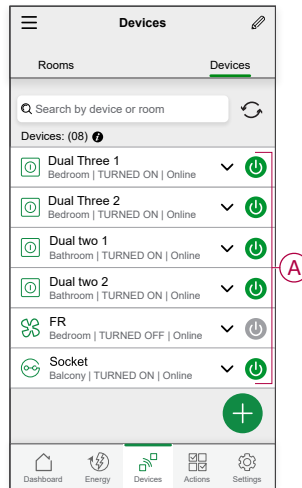 Devices
Rooms
Devices
Search by device or room
Devices: (08)
Dual Three 1
Bedroom | TURNED ON | Online
Dual Three 2
Bedroom | TURNED ON | Online
Dual two 1
Bathroom | TURNED ON | Online
Dual two 2
Bathroom | TURNED ON | Online
A
FR
Bedroom | TURNED OFF | Online
Socket
Balcony | TURNED ON | Online
Dashboard
Energy
Devices
Actions
Settings